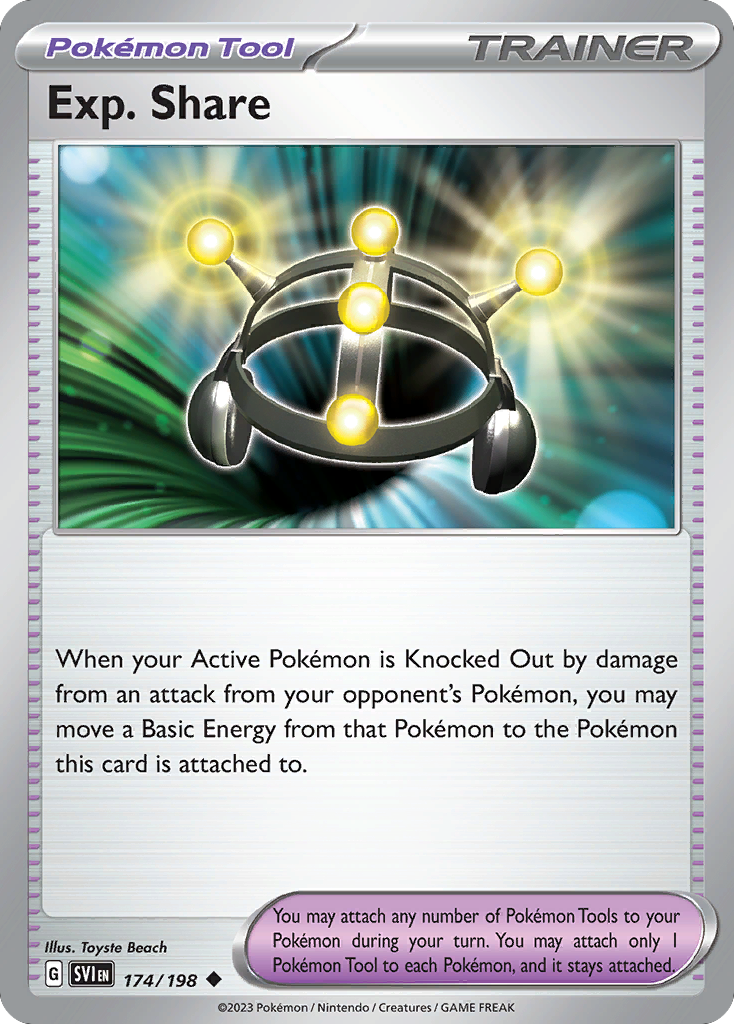 Pokémon Tool
TRAINER
Exp. Share
When your Active Pokémon is Knocked Out by damage
from an attack from your opponent's Pokémon, you may
move a Basic Energy from that Pokémon to the Pokémon
this card is attached to.
You may attach any number of Pokémon Tools to your
Pokémon during your turn. You may attach only 1
Pokémon Tool to each Pokémon, and it stays attached.
Illus. Toyste Beach
G SVI EN 174/198 ◆
©2023 Pokémon / Nintendo / Creatures / GAME FREAK